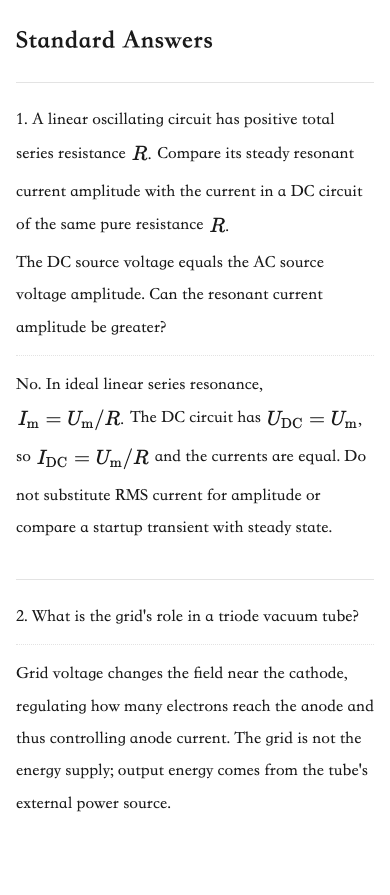 Standard Answers
1. A linear oscillating circuit has positive total
series resistance R. Compare its steady resonant
current amplitude with the current in a DC circuit
of the same pure resistance R.
The DC source voltage equals the AC source
voltage amplitude. Can the resonant current
amplitude be greater?
No. In ideal linear series resonance,
I_m = U_m/R. The DC circuit has U_DC = U_m,
so I_DC = U_m/R and the currents are equal. Do
not substitute RMS current for amplitude or
compare a startup transient with steady state.
2. What is the grid's role in a triode vacuum tube?
Grid voltage changes the field near the cathode,
regulating how many electrons reach the anode and
thus controlling anode current. The grid is not the
energy supply; output energy comes from the tube's
external power source.